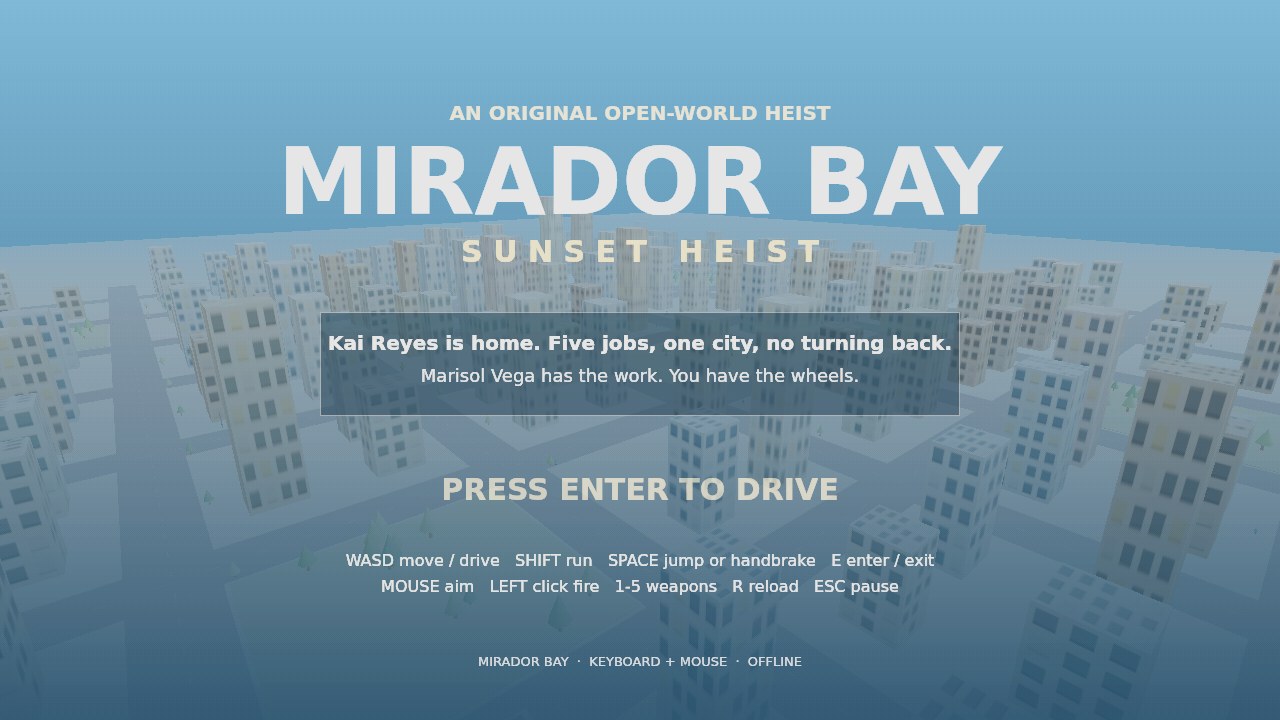 AN ORIGINAL OPEN-WORLD HEIST
MIRADOR BAY
SUNSET HEIST
Kai Reyes is home. Five jobs, one city, no turning back.
Marisol Vega has the work. You have the wheels.
PRESS ENTER TO DRIVE
WASD move / drive   SHIFT run   SPACE jump or handbrake   E enter / exit
MOUSE aim   LEFT click fire   1-5 weapons   R reload   ESC pause
MIRADOR BAY · KEYBOARD + MOUSE · OFFLINE